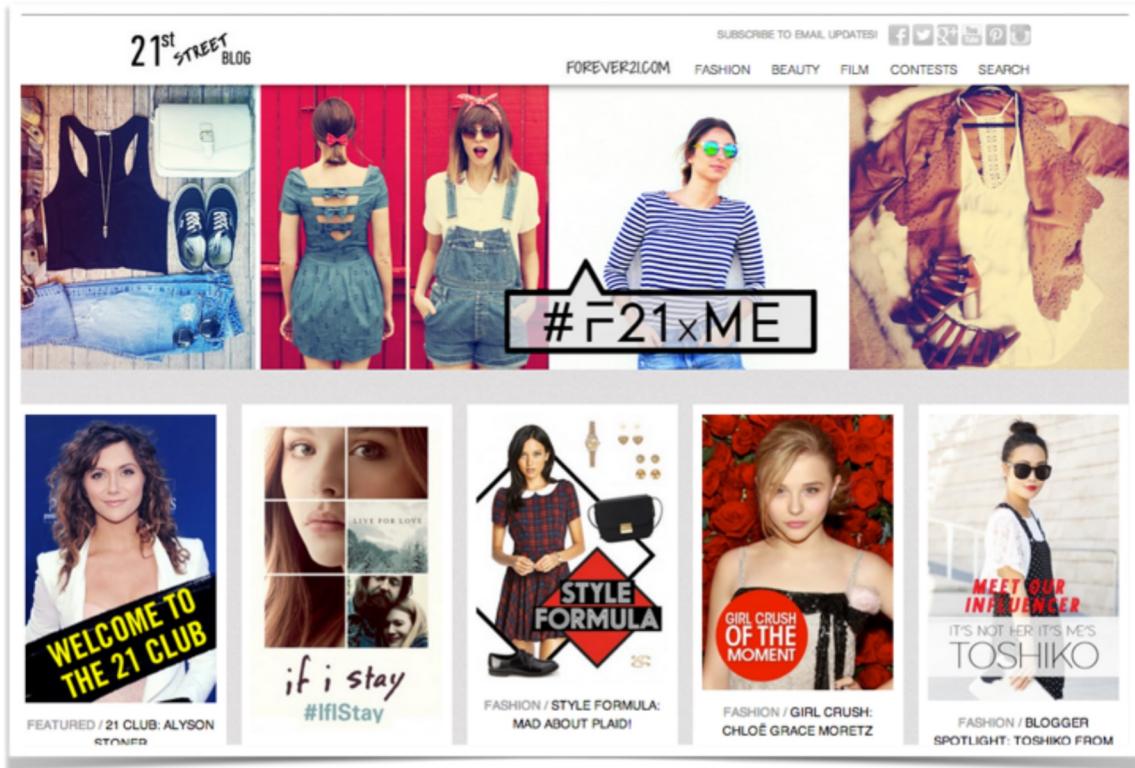 21st STREET BLOG
SUBSCRIBE TO EMAIL UPDATES!
FOREVER21.COM FASHION BEAUTY FILM CONTESTS SEARCH
#F21xME
WELCOME TO
THE 21 CLUB
FEATURED / 21 CLUB: ALYSON
STONER
LIVE FOR LOVE
if i stay
#IfIStay
STYLE
FORMULA
FASHION / STYLE FORMULA:
MAD ABOUT PLAID!
GIRL CRUSH
OF THE
MOMENT
FASHION / GIRL CRUSH:
CHLOË GRACE MORETZ
MEET OUR
INFLUENCER
IT'S NOT HER IT'S ME'S
TOSHIKO
FASHION / BLOGGER
SPOTLIGHT: TOSHIKO FROM